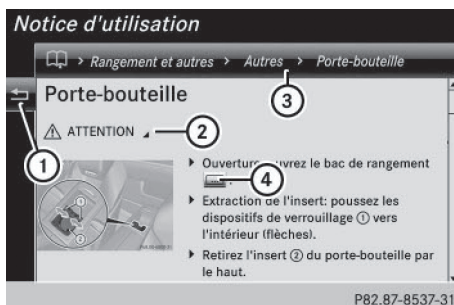 Notice d'utilisation
> Rangement et autres > Autres > Porte-bouteille
Porte-bouteille
3
ATTENTION
2
1
Ouverture: ouvrez le bac de rangement
4
Extraction de l'insert: poussez les
dispositifs de verrouillage ① vers
l'intérieur (flèches).
Retirez l'insert ② du porte-bouteille par
le haut.
P82.87-8537-31